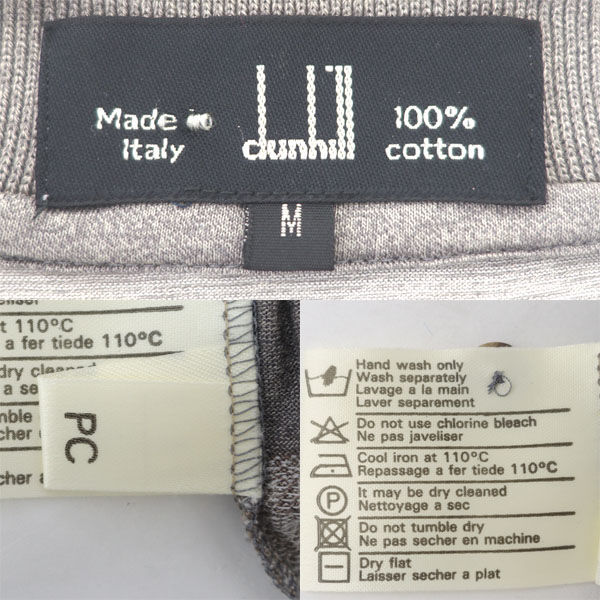 Made in
Italy
dunhill
100%
cotton
M
at 110°C
a fer tiede 110°C
dry cleaned
a sec
tumble
secher
secher
PC
Hand wash only
Wash separately
Lavage a la main
Laver separement
Do not use chlorine bleach
Ne pas javeliser
Cool iron at 110°C
Repassage a fer tiede 110°C
P
It may be dry cleaned
Nettoyage a sec
Do not tumble dry
Ne pas secher en machine
Dry flat
Laisser secher a plat